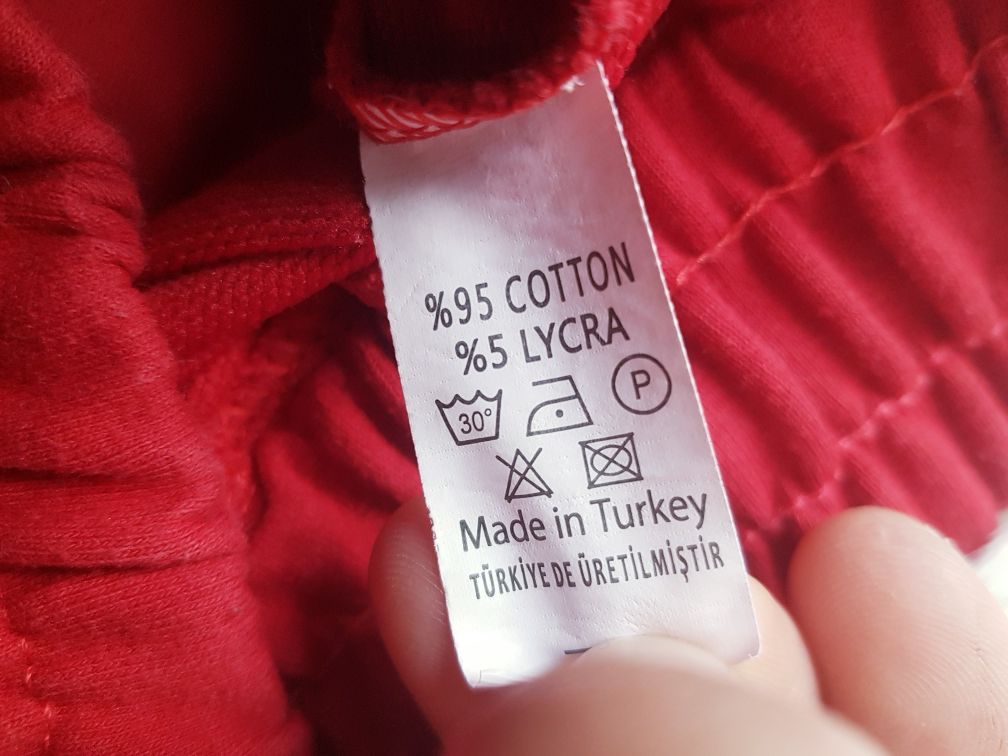 %95 COTTON
%5 LYCRA
30° P
Made in Turkey
TÜRKİYE DE ÜRETİLMİŞTİR